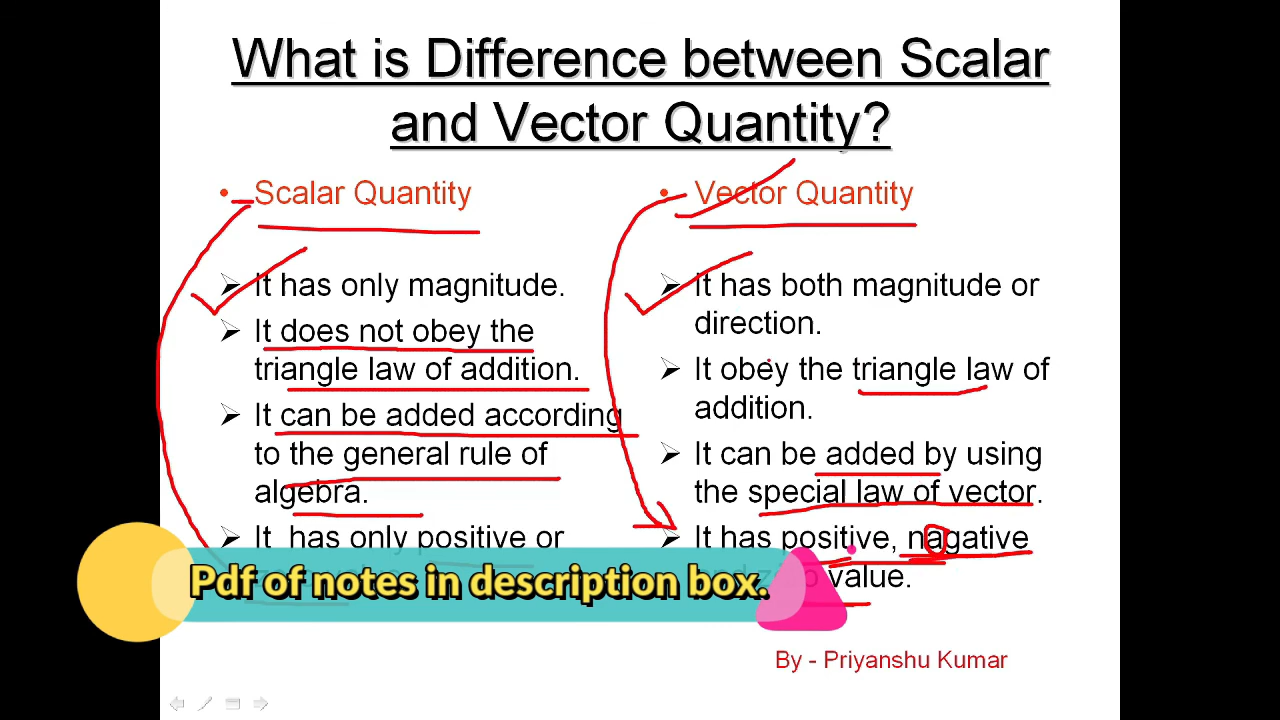 What is Difference between Scalar
and Vector Quantity?
• Scalar Quantity
It has only magnitude.
It does not obey the
triangle law of addition.
It can be added according
to the general rule of
algebra.
It has only positive or
• Vector Quantity
It has both magnitude or
direction.
It obey the triangle law of
addition.
It can be added by using
the special law of vector.
It has positive, nagative
value.
Pdf of notes in description box.
By - Priyanshu Kumar